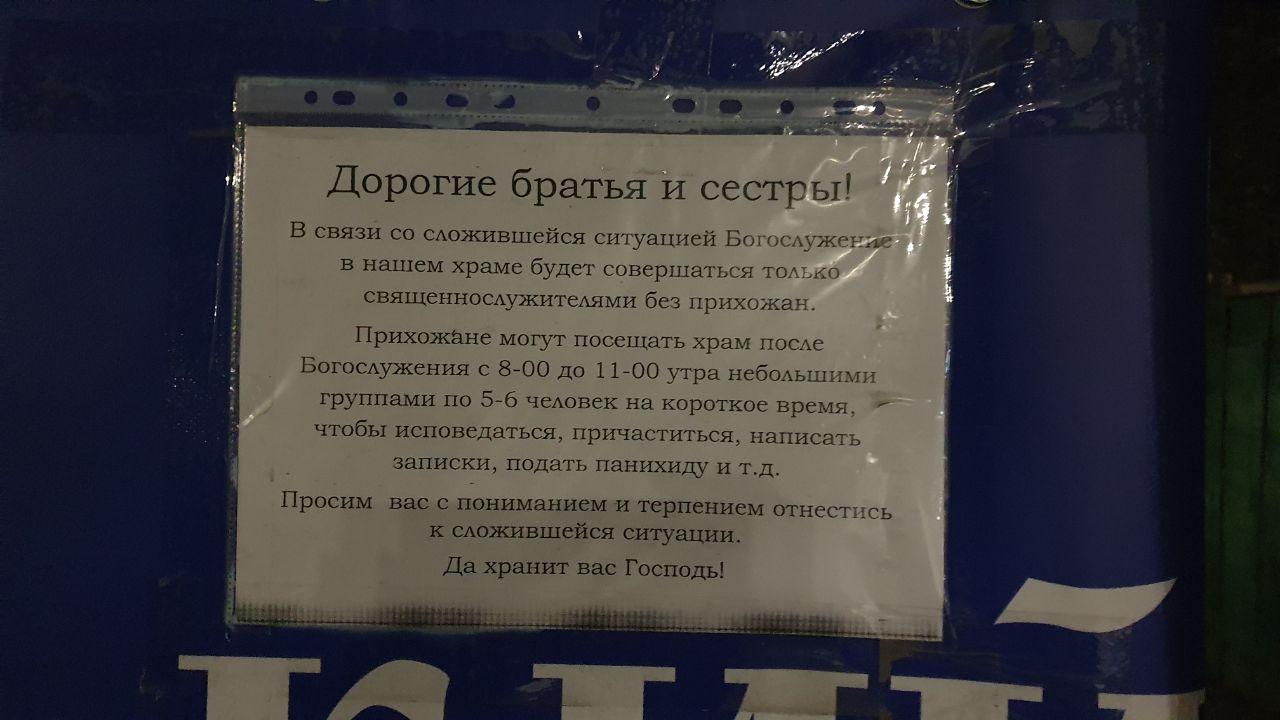 Дорогие братья и сестры!
В связи со сложившейся ситуацией Богослужение
в нашем храме будет совершаться только
священнослужителями без прихожан.
Прихожане могут посещать храм после
Богослужения с 8-00 до 11-00 утра небольшими
группами по 5-6 человек на короткое время,
чтобы исповедаться, причаститься, написать
записки, подать панихиду и т.д.
Просим вас с пониманием и терпением отнестись
к сложившейся ситуации.
Да хранит вас Господь!